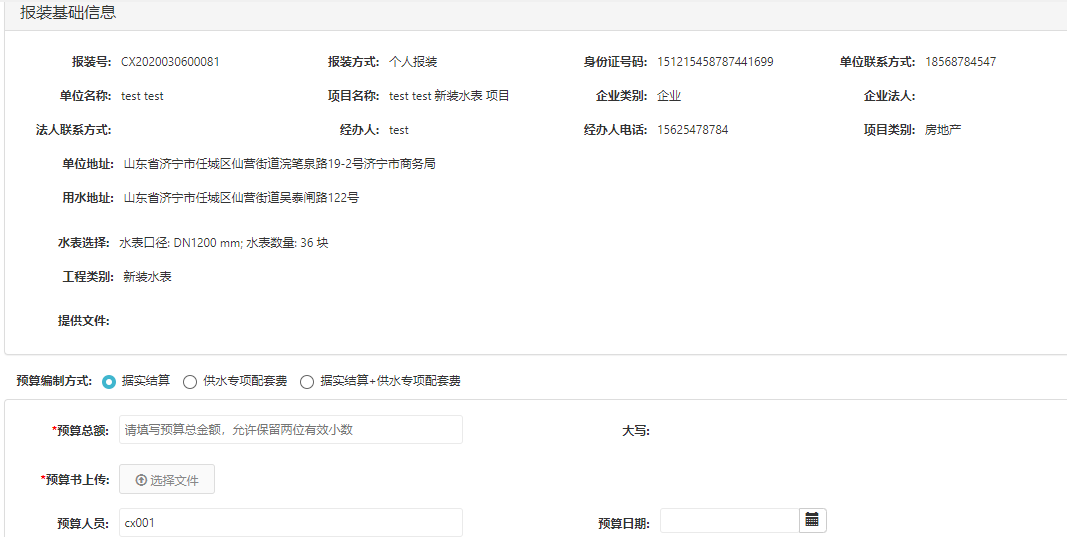 报装基础信息
报装号: CX2020030600081 报装方式: 个人报装 身份证号码: 151215458787441699 单位联系方式: 18568784547
单位名称: test test 项目名称: test test 新装水表 项目 企业类别: 企业 企业法人:
法人联系方式: 经办人: test 经办人电话: 15625478784 项目类别: 房地产
单位地址: 山东省济宁市任城区仙营街道浣笔泉路19-2号济宁市商务局
用水地址: 山东省济宁市任城区仙营街道吴泰闸路122号
水表选择: 水表口径: DN1200 mm; 水表数量: 36 块
工程类别: 新装水表
提供文件:
预算编制方式: 据实结算 供水专项配套费 据实结算+供水专项配套费
*预算总额: 请填写预算总金额，允许保留两位有效小数 大写:
*预算书上传: 选择文件
预算人员: cx001 预算日期: